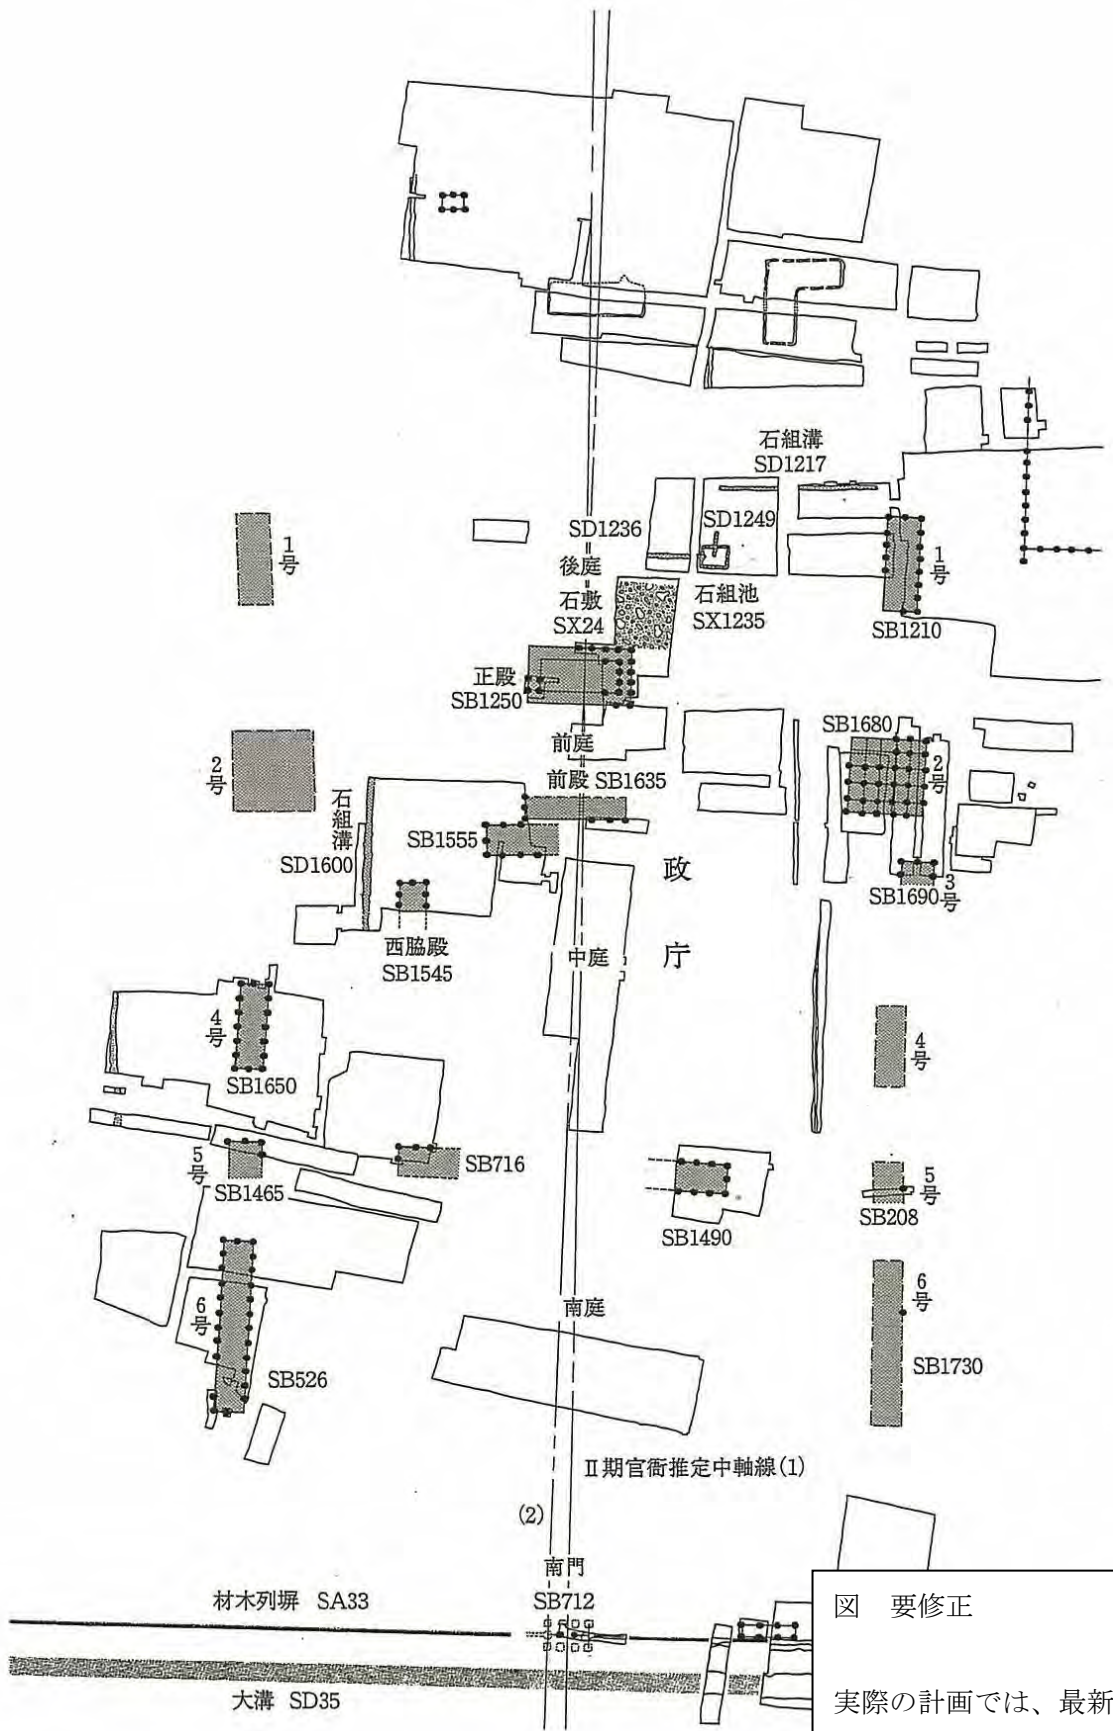 石組溝
SD1217
SD1236
SD1249
1号
後庭
1号
石敷
SX24
石組池
SX1235
SB1210
正殿
SB1250
SB1680
前庭
2号
2号
前殿 SB1635
石組溝
SD1600
SB1555
政庁
SB1690
3号
西脇殿
SB1545
中庭
4号
SB1650
4号
5号
SB1465
SB716
5号
SB208
SB1490
6号
6号
南庭
SB1730
SB526
Ⅱ期官衙推定中軸線(1)
(2)
南門
SB712
材木列塀 SA33
大溝 SD35
図 要修正
実際の計画では、最新